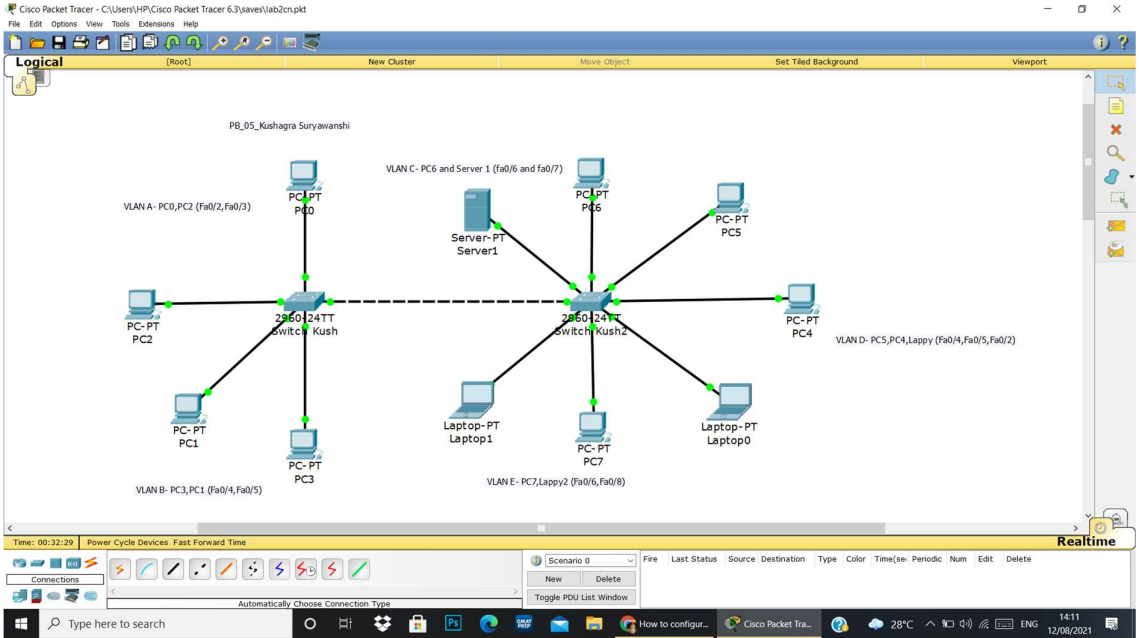 Cisco Packet Tracer - C:\Users\HP\Cisco Packet Tracer 6.3\saves\lab2cn.pkt
File Edit Options View Tools Extensions Help
Logical [Root] New Cluster Move Object Set Tiled Background Viewport
PB_05_Kushagra Suryawanshi
VLAN C- PC6 and Server 1 (fa0/6 and fa0/7)
VLAN A- PC0,PC2 (Fa0/2,Fa0/3)
PC-PT
PC0
PC-PT
PC6
PC-PT
PC5
Server-PT
Server1
2960-24TT
Switch Kush
2960-24TT
Switch Kush2
PC-PT
PC2
PC-PT
PC4
VLAN D- PC5,PC4,Lappy (Fa0/4,Fa0/5,Fa0/2)
PC-PT
PC1
PC-PT
PC3
Laptop-PT
Laptop1
PC-PT
PC7
Laptop-PT
Laptop0
VLAN B- PC3,PC1 (Fa0/4,Fa0/5)
VLAN E- PC7,Lappy2 (Fa0/6,Fa0/8)
Time: 00:32:29 Power Cycle Devices Fast Forward Time
Realtime
Connections
Automatically Choose Connection Type
Scenario 0
New Delete
Toggle PDU List Window
Fire Last Status Source Destination Type Color Time(sec Periodic Num Edit Delete
Type here to search
Ps
GMAT PREP
How to configur...
Cisco Packet Tra...
28°C
ENG
14:11
12/08/2021